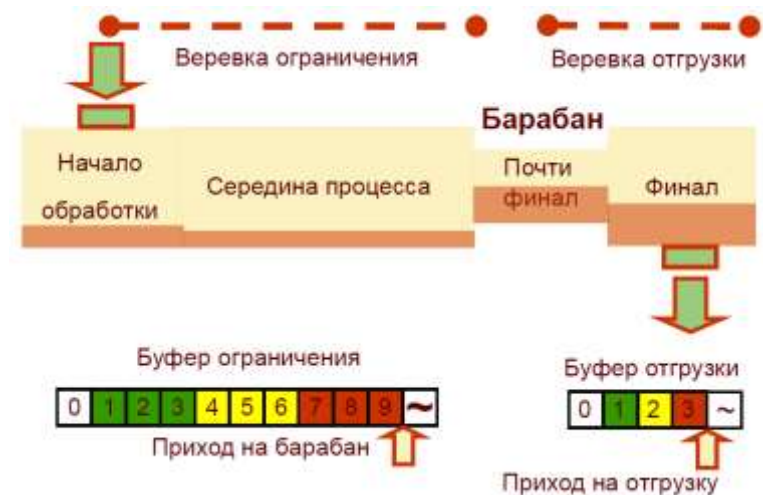 Веревка ограничения
Веревка отгрузки
Барабан
Начало
обработки
Середина процесса
Почти
финал
Финал
Буфер ограничения
0 1 2 3 4 5 6 7 8 9 ~
Приход на барабан
Буфер отгрузки
0 1 2 3 ~
Приход на отгрузку